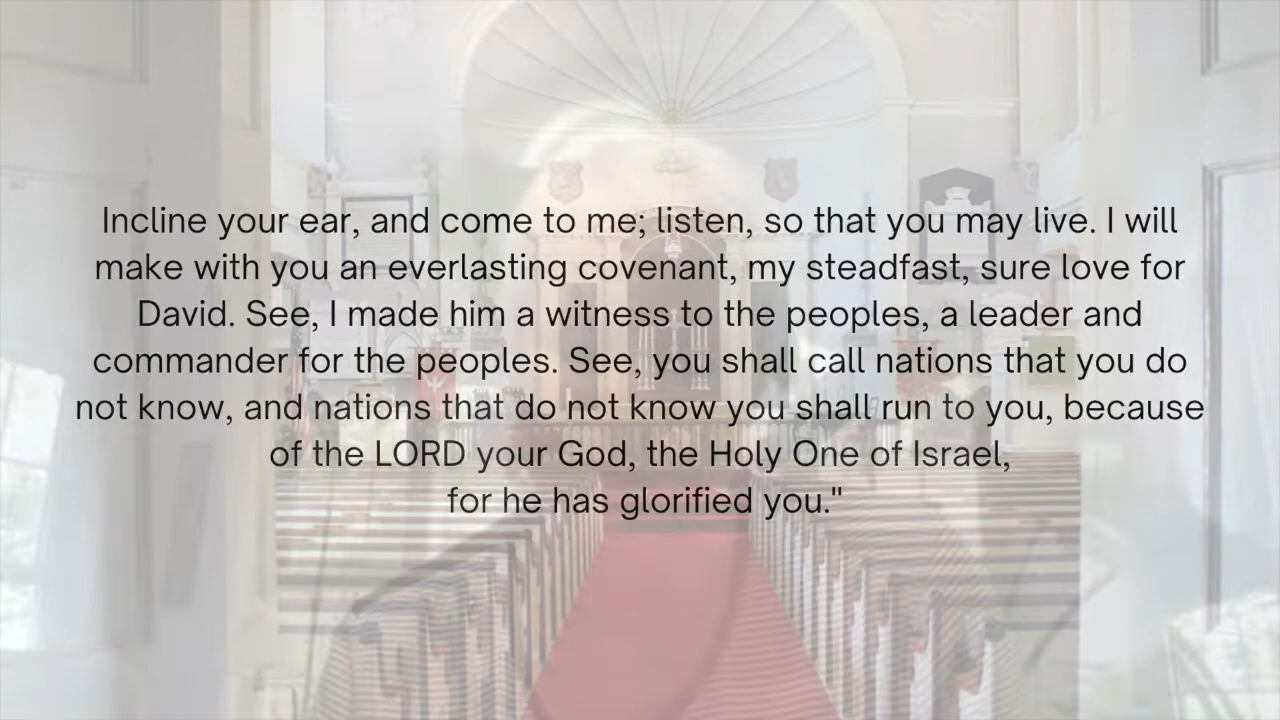 Incline your ear, and come to me; listen, so that you may live. I will
make with you an everlasting covenant, my steadfast, sure love for
David. See, I made him a witness to the peoples, a leader and
commander for the peoples. See, you shall call nations that you do
not know, and nations that do not know you shall run to you, because
of the LORD your God, the Holy One of Israel,
for he has glorified you."